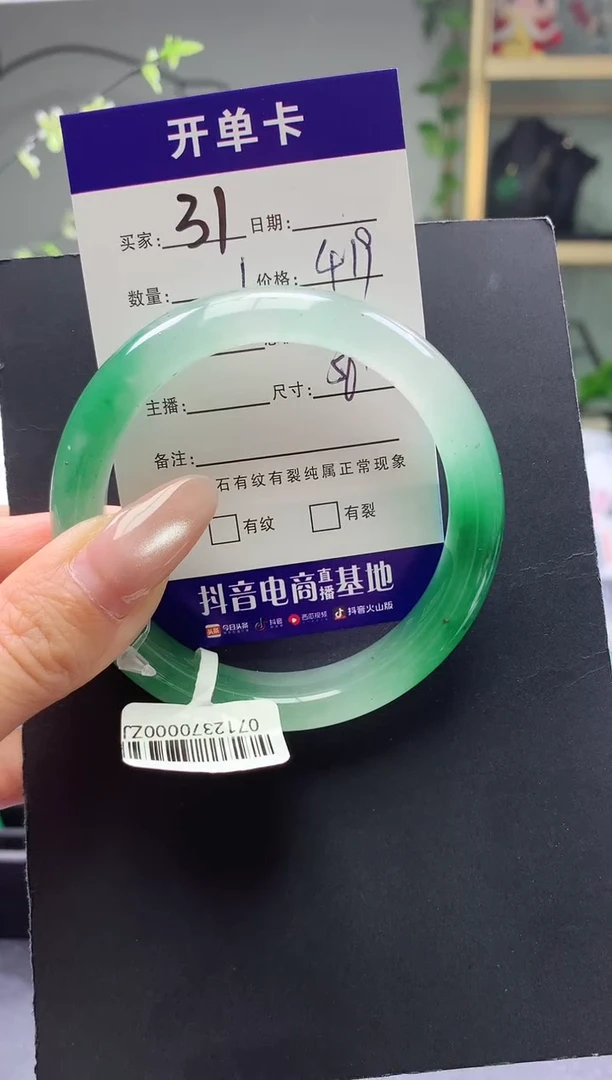 开单卡
买家: 31 日期:
数量: 1 价格: 419
主播: 尺寸:
备注:
石有纹有裂纯属正常现象
有纹 有裂
抖音电商直播基地
今日头条 抖音 西瓜视频 抖音火山版
0712370000ZJ